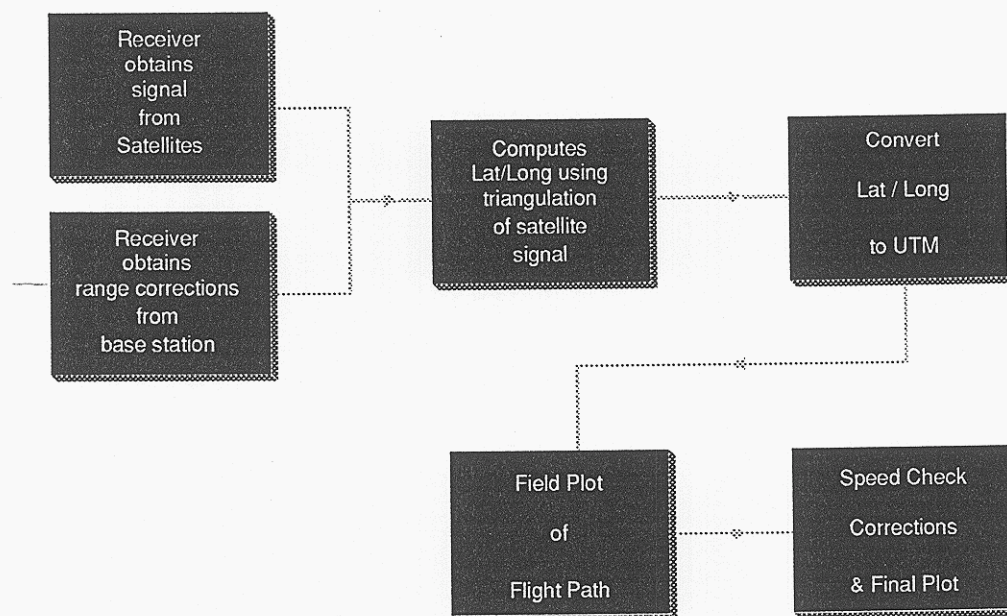 Receiver
obtains
signal
from
Satellites
Receiver
obtains
range corrections
from
base station
Computes
Lat/Long using
triangulation
of satellite
signal
Convert
Lat / Long
to UTM
Field Plot
of
Flight Path
Speed Check
Corrections
& Final Plot